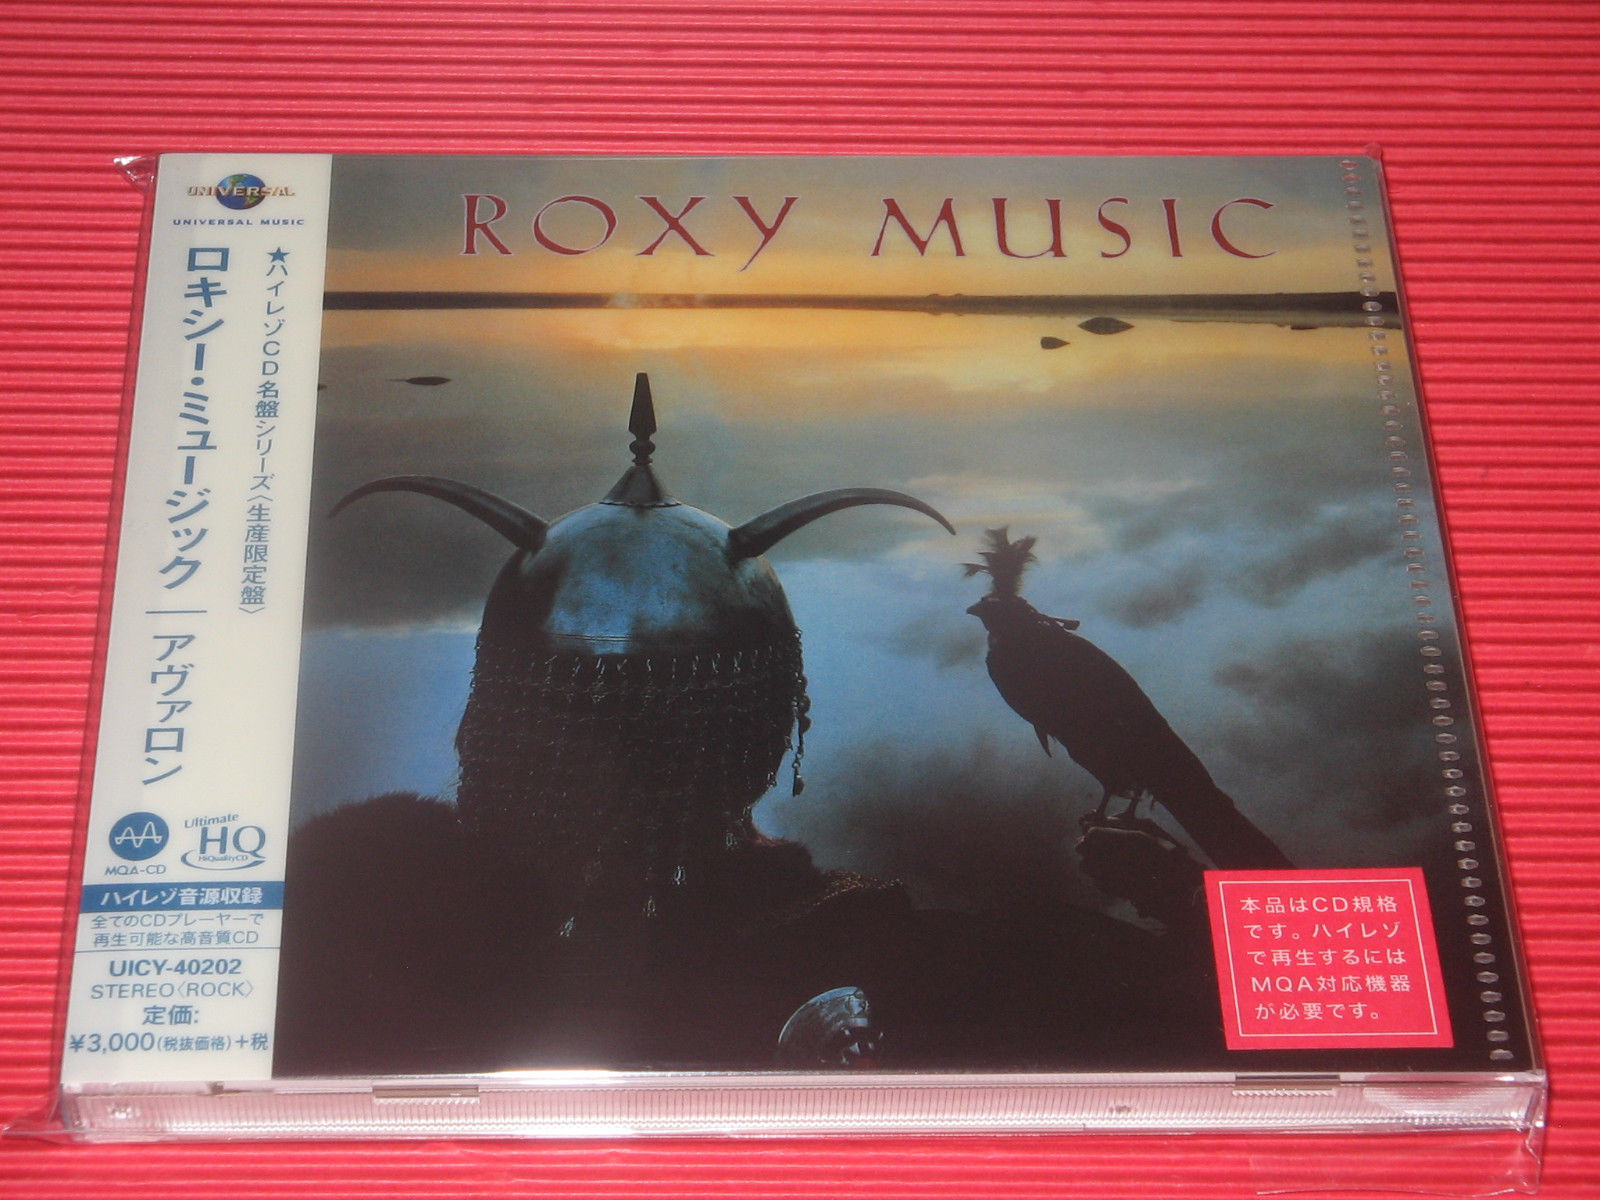 UNIVERSAL
UNIVERSAL MUSIC
★ハイレゾCD名盤シリーズ〈生産限定盤〉
ロキシー・ミュージック|アヴァロン
MQA-CD
Ultimate
HQ
HiQualityCD
ハイレゾ音源収録
全てのCDプレーヤーで
再生可能な高音質CD
UICY-40202
STEREO〈ROCK〉
定価:
¥3,000(税抜価格)+税
ROXY MUSIC
本品はCD規格
です。ハイレゾ
で再生するには
MQA対応機器
が必要です。